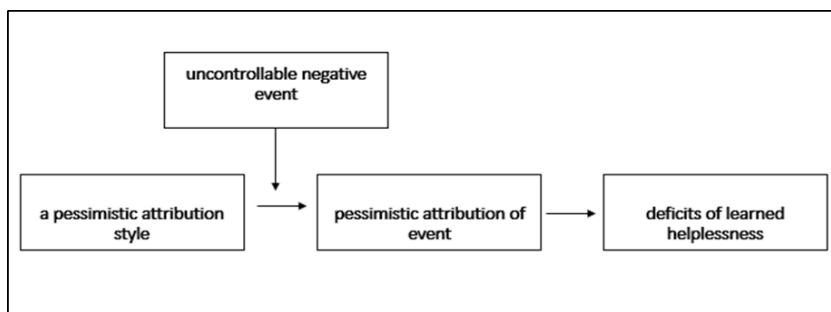 uncontrollable negative
event
a pessimistic attribution
style
pessimistic attribution of
event
deficits of learned
helplessness